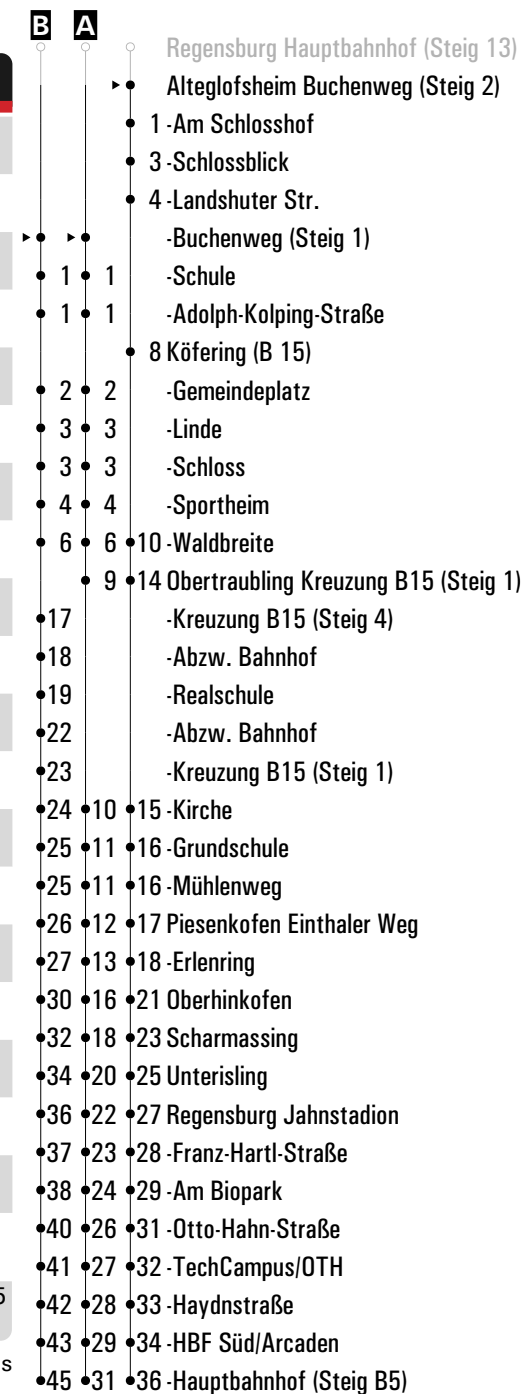 B A
Regensburg Hauptbahnhof (Steig 13)
Alteglofsheim Buchenweg (Steig 2)
1 -Am Schlosshof
3 -Schlossblick
4 -Landshuter Str.
-Buchenweg (Steig 1)
1 1 -Schule
1 1 -Adolph-Kolping-Straße
8 Köfering (B 15)
2 2 -Gemeindeplatz
3 3 -Linde
3 3 -Schloss
4 4 -Sportheim
6 6 10 -Waldbreite
9 14 Obertraubling Kreuzung B15 (Steig 1)
17 -Kreuzung B15 (Steig 4)
18 -Abzw. Bahnhof
19 -Realschule
22 -Abzw. Bahnhof
23 -Kreuzung B15 (Steig 1)
24 10 15 -Kirche
25 11 16 -Grundschule
25 11 16 -Mühlenweg
26 12 17 Piesenkofen Einthaler Weg
27 13 18 -Erlenring
30 16 21 Oberhinkofen
32 18 23 Scharmassing
34 20 25 Unterisling
36 22 27 Regensburg Jahnstadion
37 23 28 -Franz-Hartl-Straße
38 24 29 -Am Biopark
40 26 31 -Otto-Hahn-Straße
41 27 32 -TechCampus/OTH
5
42 28 33 -Haydnstraße
43 29 34 -HBF Süd/Arcaden
s
45 31 36 -Hauptbahnhof (Steig B5)